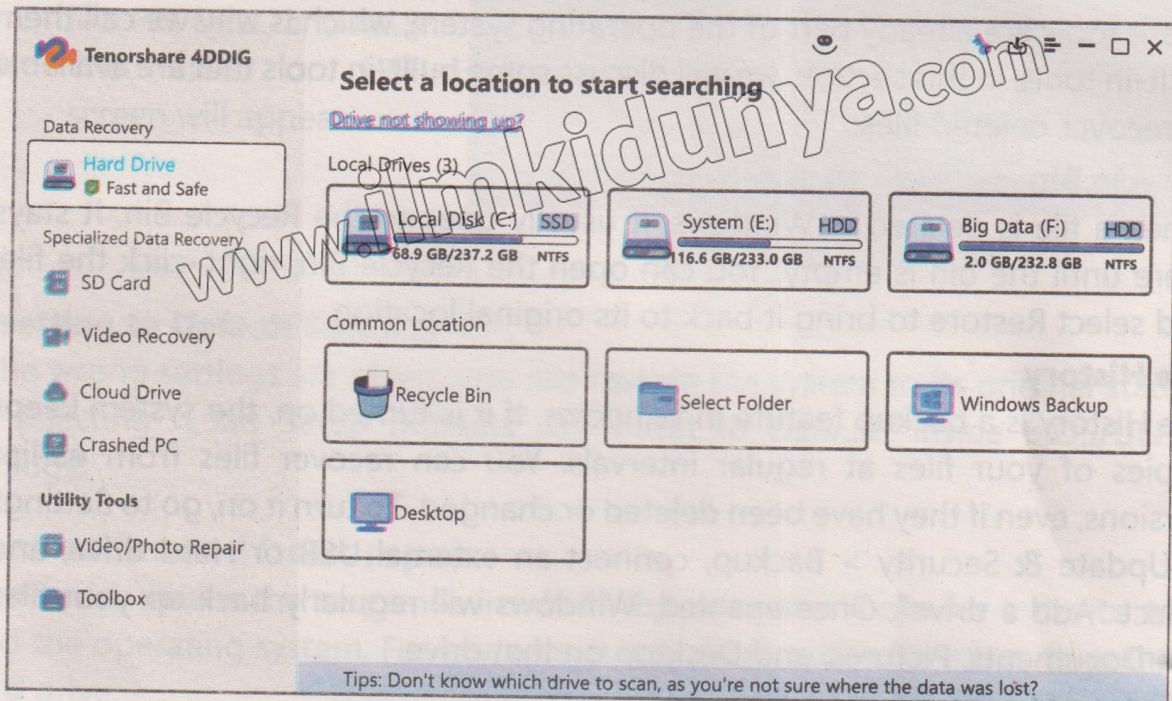 Tenorshare 4DDIG
Select a location to start searching
Drive not showing up?
Data Recovery
Hard Drive
Fast and Safe
Specialized Data Recovery
SD Card
Video Recovery
Cloud Drive
Crashed PC
Utility Tools
Video/Photo Repair
Toolbox
Local Drives (3)
Local Disk (C:) SSD
68.9 GB/237.2 GB NTFS
System (E:) HDD
116.6 GB/233.0 GB NTFS
Big Data (F:) HDD
2.0 GB/232.8 GB NTFS
Common Location
Recycle Bin
Select Folder
Windows Backup
Desktop
Tips: Don't know which drive to scan, as you're not sure where the data was lost?
www.ilmkidunya.com